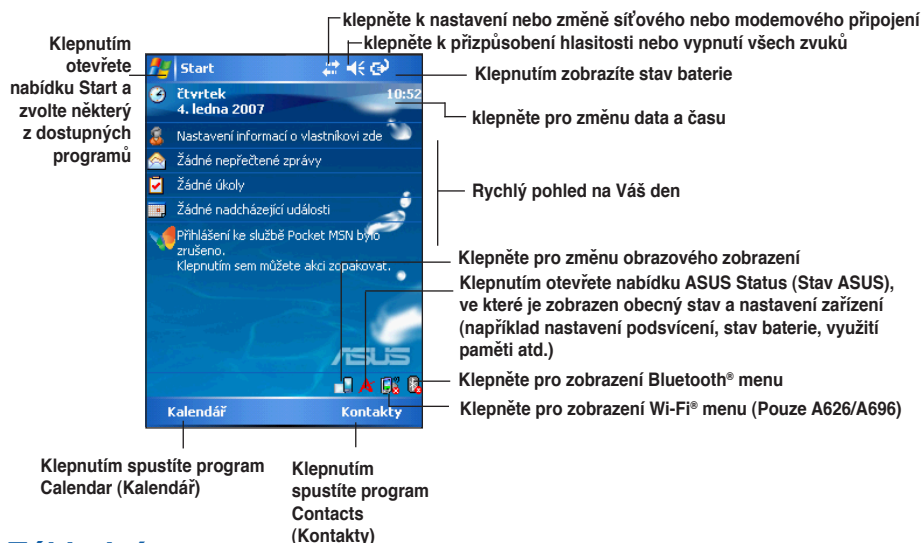 klepněte k nastavení nebo změně síťového nebo modemového připojení
klepněte k přizpůsobení hlasitosti nebo vypnutí všech zvuků
Klepnutím zobrazíte stav baterie
Klepnutím
otevřete
nabídku Start a
zvolte některý
z dostupných
programů
Start
čtvrtek
4. ledna 2007
10:52
klepněte pro změnu data a času
Nastavení informací o vlastníkovi zde
Žádné nepřečtené zprávy
Žádné úkoly
Žádné nadcházející události
Přihlášení ke službě Pocket MSN bylo
zrušeno.
Klepnutím sem můžete akci zopakovat.
Rychlý pohled na Váš den
Klepněte pro změnu obrazového zobrazení
Klepnutím otevřete nabídku ASUS Status (Stav ASUS),
ve které je zobrazen obecný stav a nastavení zařízení
(například nastavení podsvícení, stav baterie, využití
paměti atd.)
ASUS
Klepněte pro zobrazení Bluetooth® menu
Klepněte pro zobrazení Wi-Fi® menu (Pouze A626/A696)
Kalendář
Kontakty
Klepnutím spustíte program
Calendar (Kalendář)
Klepnutím
spustíte program
Contacts
(Kontakty)